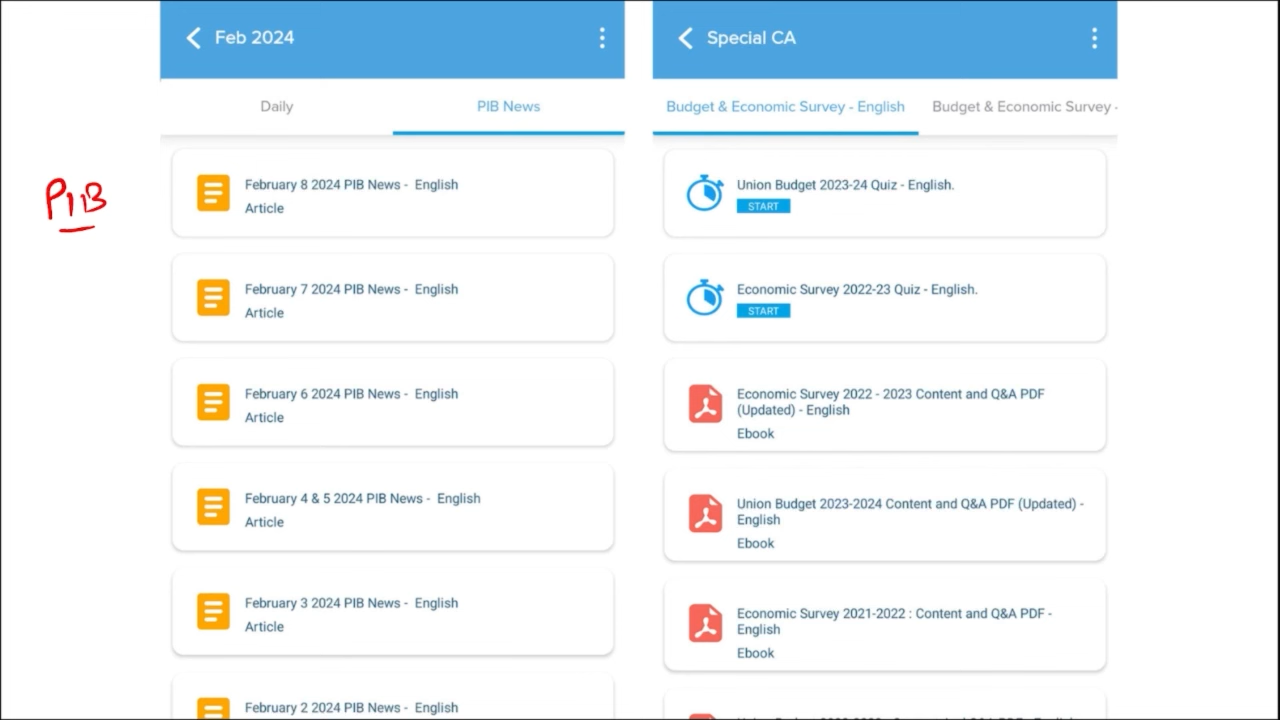 PIB
Feb 2024
Daily
PIB News
February 8 2024 PIB News - English
Article
February 7 2024 PIB News - English
Article
February 6 2024 PIB News - English
Article
February 4 & 5 2024 PIB News - English
Article
February 3 2024 PIB News - English
Article
February 2 2024 PIB News - English
Special CA
Budget & Economic Survey - English
Budget & Economic Survey -
Union Budget 2023-24 Quiz - English.
START
Economic Survey 2022-23 Quiz - English.
START
Economic Survey 2022 - 2023 Content and Q&A PDF
(Updated) - English
Ebook
Union Budget 2023-2024 Content and Q&A PDF (Updated) -
English
Ebook
Economic Survey 2021-2022 : Content and Q&A PDF -
English
Ebook